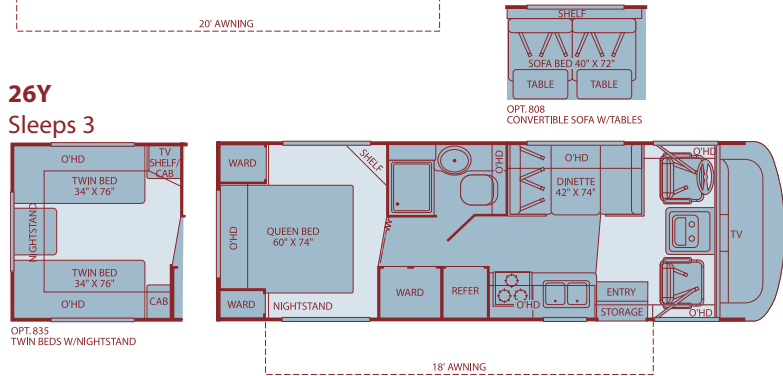 20' AWNING
SHELF
SOFA BED 40" X 72"
TABLE
TABLE
OPT. 808
CONVERTIBLE SOFA W/TABLES
26Y
Sleeps 3
O'HD
TV
SHELF/
CAB
TWIN BED
34" X 76"
NIGHTSTAND
TWIN BED
34" X 76"
O'HD
CAB
OPT. 835
TWIN BEDS W/NIGHTSTAND
WARD
SHELF
O'HD
QUEEN BED
60" X 74"
WARD
NIGHTSTAND
O'HD
O'HD
DINETTE
42" X 74"
O'HD
TV
WARD
REFER
O'HD
ENTRY
STORAGE
O'HD
18' AWNING